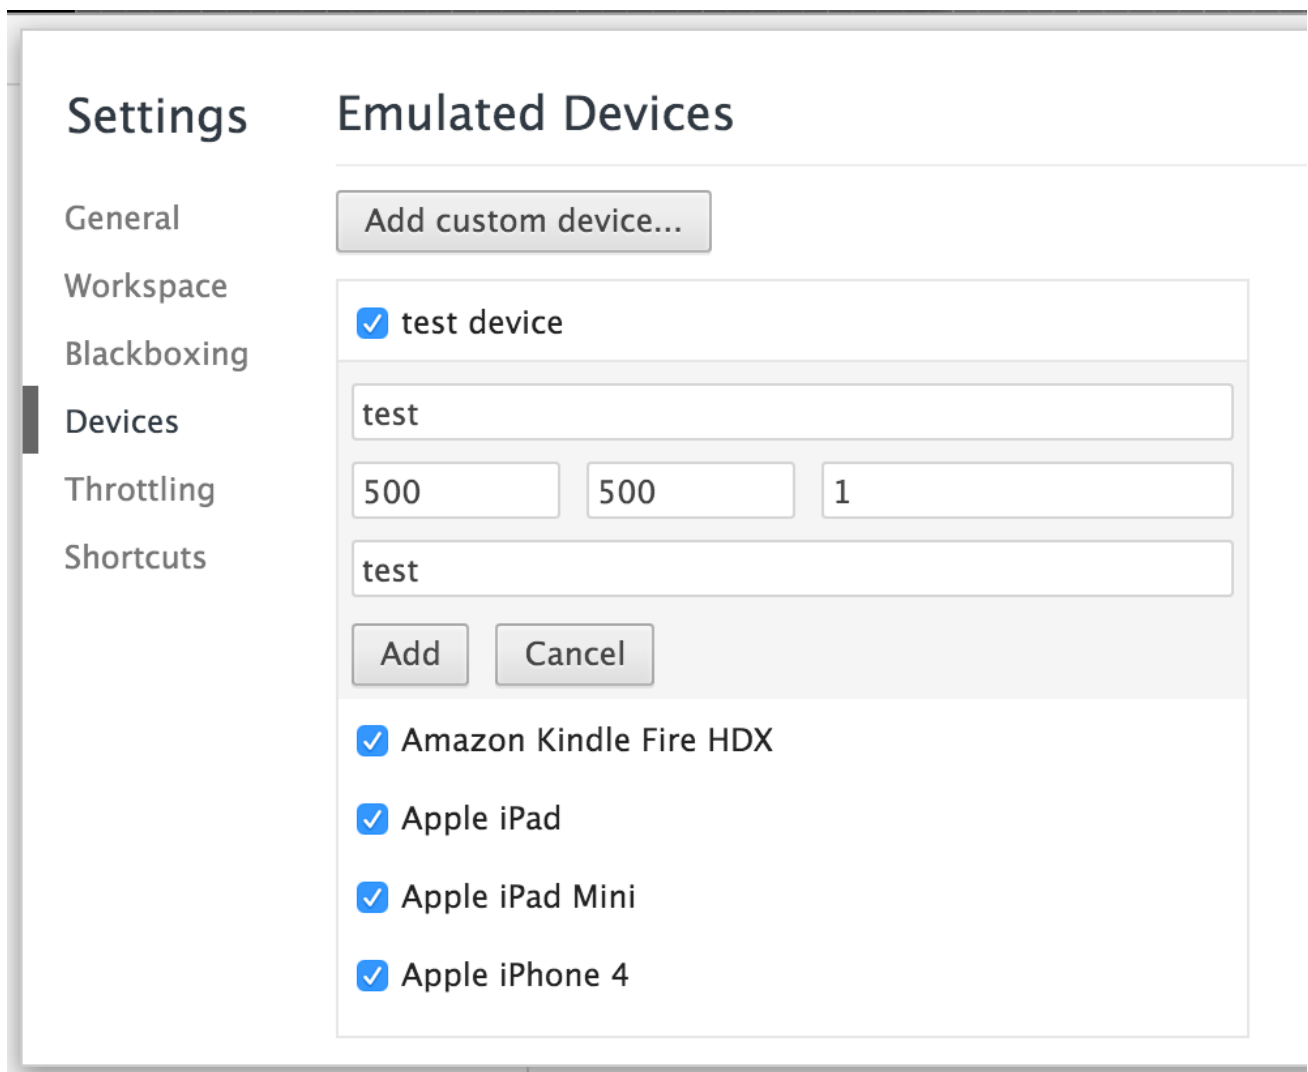 Settings
General
Workspace
Blackboxing
Devices
Throttling
Shortcuts
Emulated Devices
Add custom device...
test device
test
500 500 1
test
Add Cancel
Amazon Kindle Fire HDX
Apple iPad
Apple iPad Mini
Apple iPhone 4